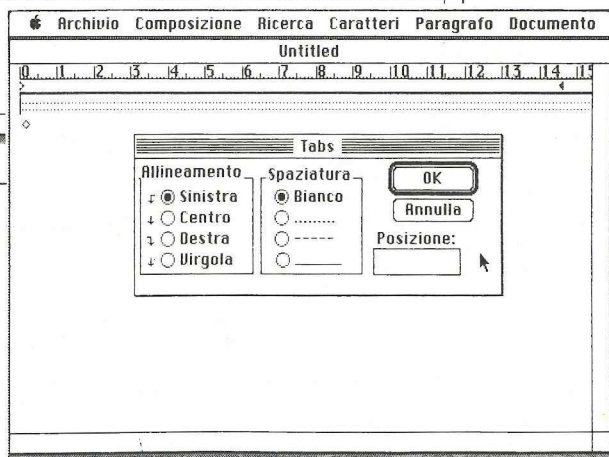 Archivio Composizione Ricerca Caratteri Paragrafo Documento
Untitled
0 1 2 3 4 5 6 7 8 9 10 11 12 13 14 15
Tabs
Allineamento
Sinistra
Centro
Destra
Virgola
Spaziatura
Bianco
.........
-----
_____
OK
Annulla
Posizione: